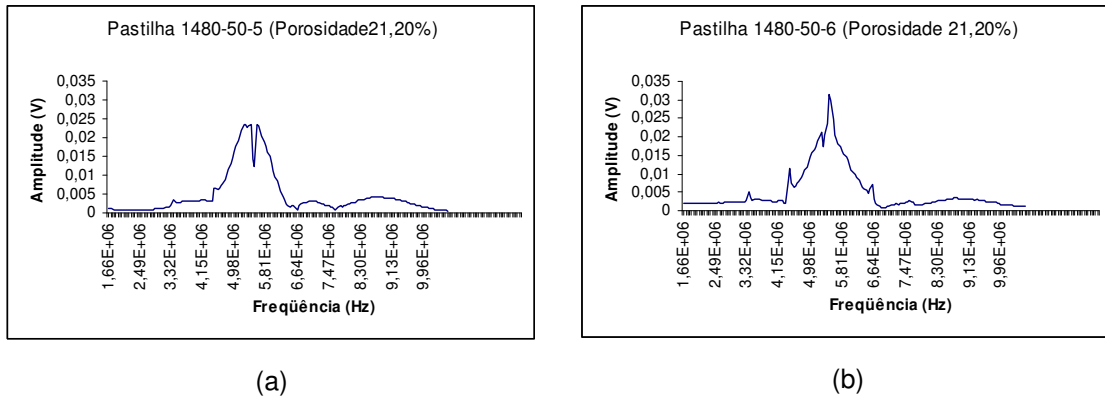 Pastilha 1480-50-5 (Porosidade21,20%)
Amplitude (V)
0,035
0,03
0,025
0,02
0,015
0,01
0,005
0
1,66E+06
2,49E+06
3,32E+06
4,15E+06
4,98E+06
5,81E+06
6,64E+06
7,47E+06
8,30E+06
9,13E+06
9,96E+06
Freqüência (Hz)
(a)
Pastilha 1480-50-6 (Porosidade 21,20%)
Amplitude (V)
0,035
0,03
0,025
0,02
0,015
0,01
0,005
0
1,66E+06
2,49E+06
3,32E+06
4,15E+06
4,98E+06
5,81E+06
6,64E+06
7,47E+06
8,30E+06
9,13E+06
9,96E+06
Freqüência (Hz)
(b)